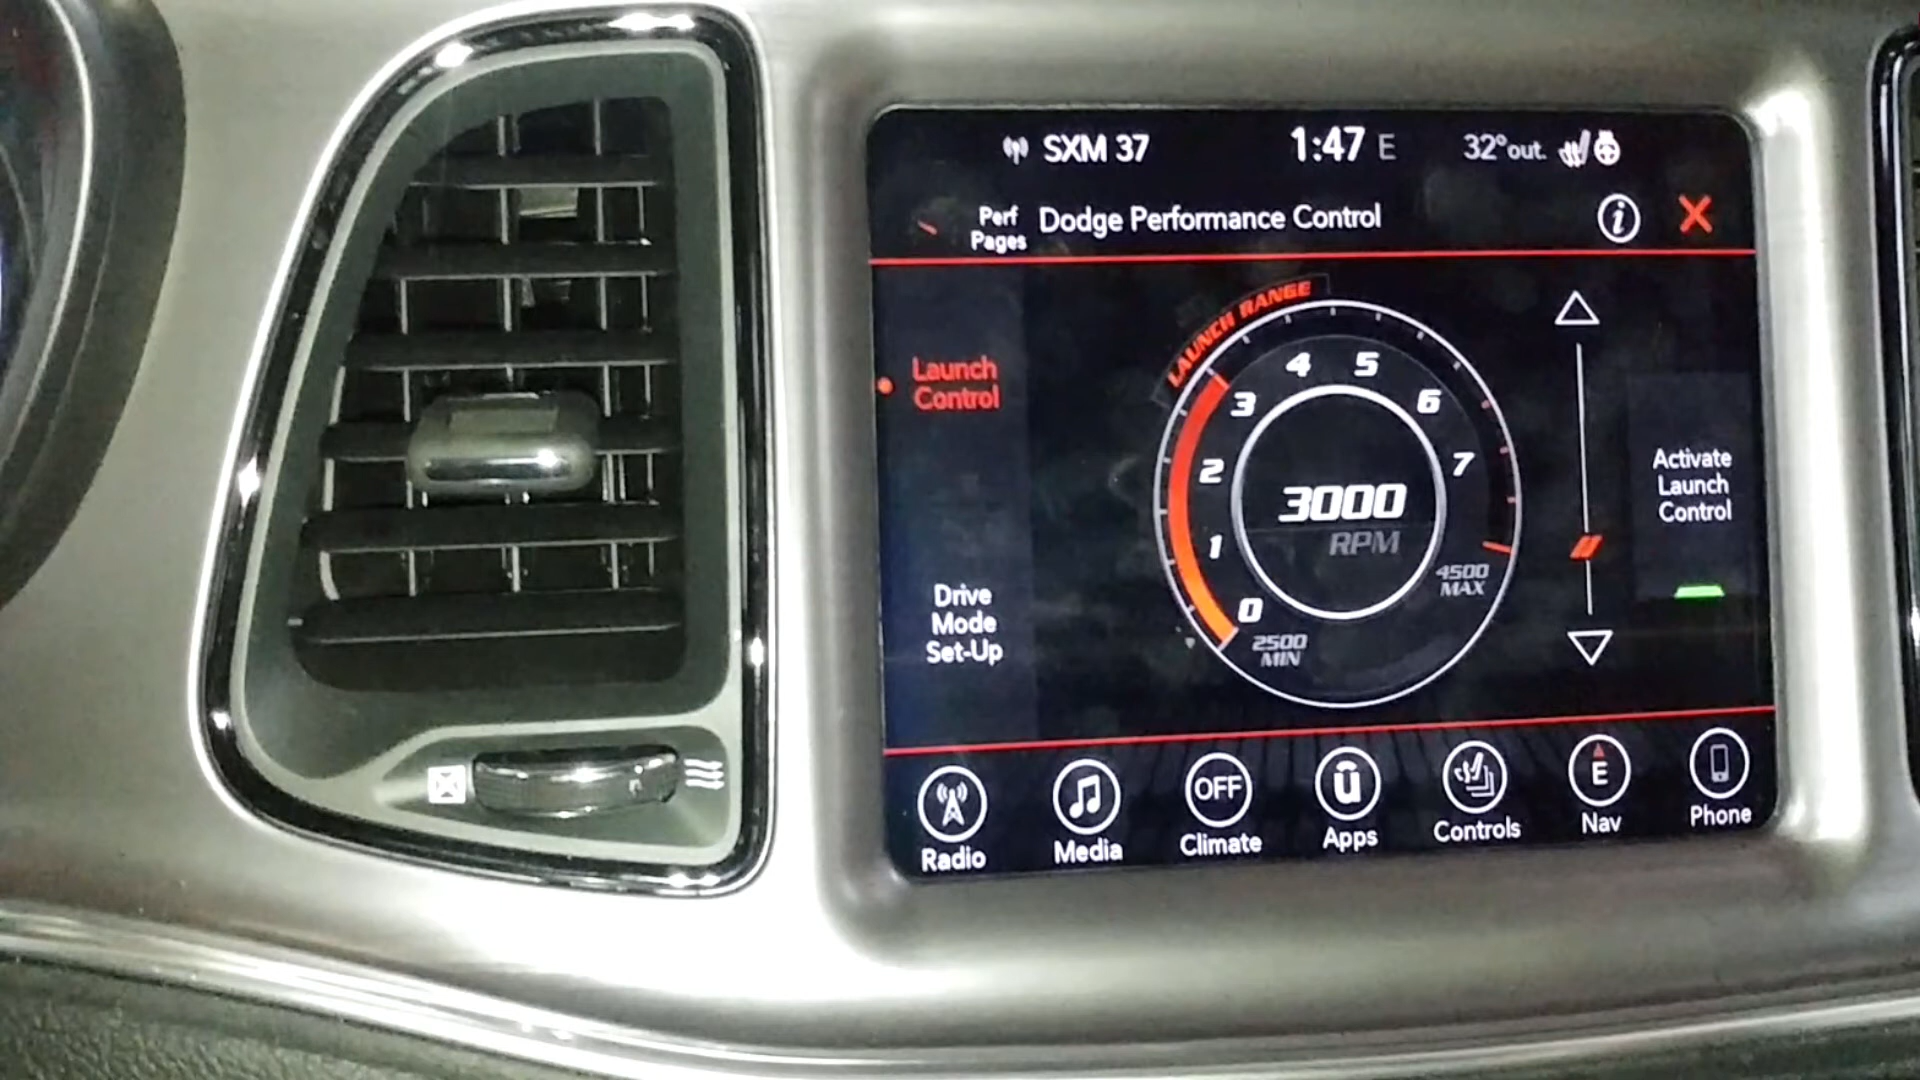 SXM 37
1:47 E
32°out.
Perf
Pages
Dodge Performance Control
i
X
LAUNCH RANGE
Launch
Control
4 5
3 6
2 7
1
0
3000
RPM
4500
MAX
2500
MIN
Activate
Launch
Control
Drive
Mode
Set-Up
OFF
E
Radio
Media
Climate
Apps
Controls
Nav
Phone